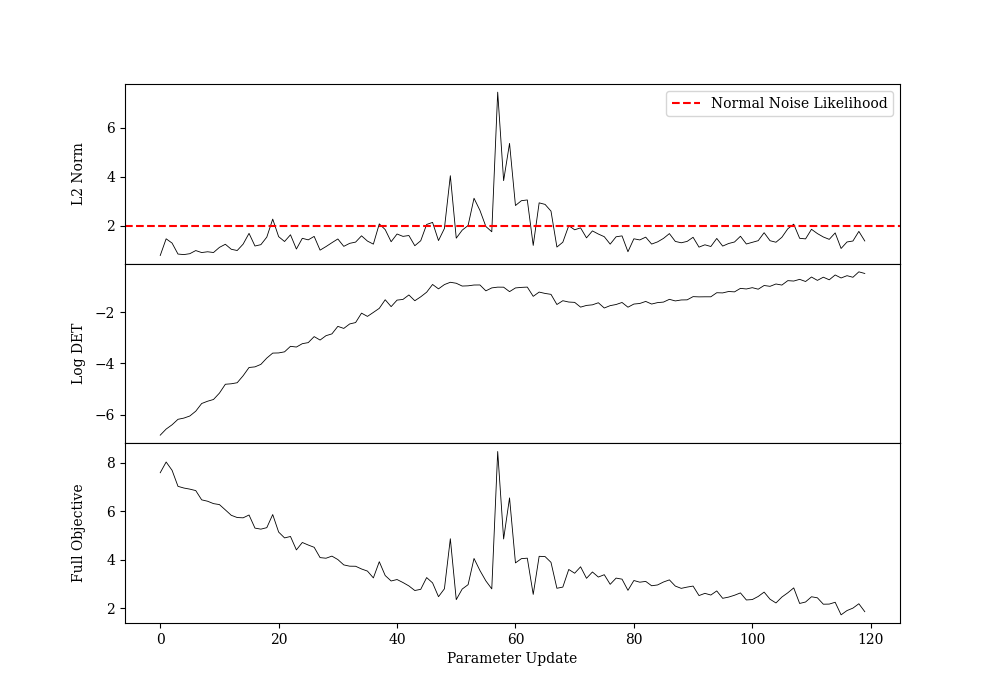 Normal Noise Likelihood
L2 Norm
6
4
2
Log DET
−2
−4
−6
Full Objective
8
6
4
2
0 20 40 60 80 100 120
Parameter Update